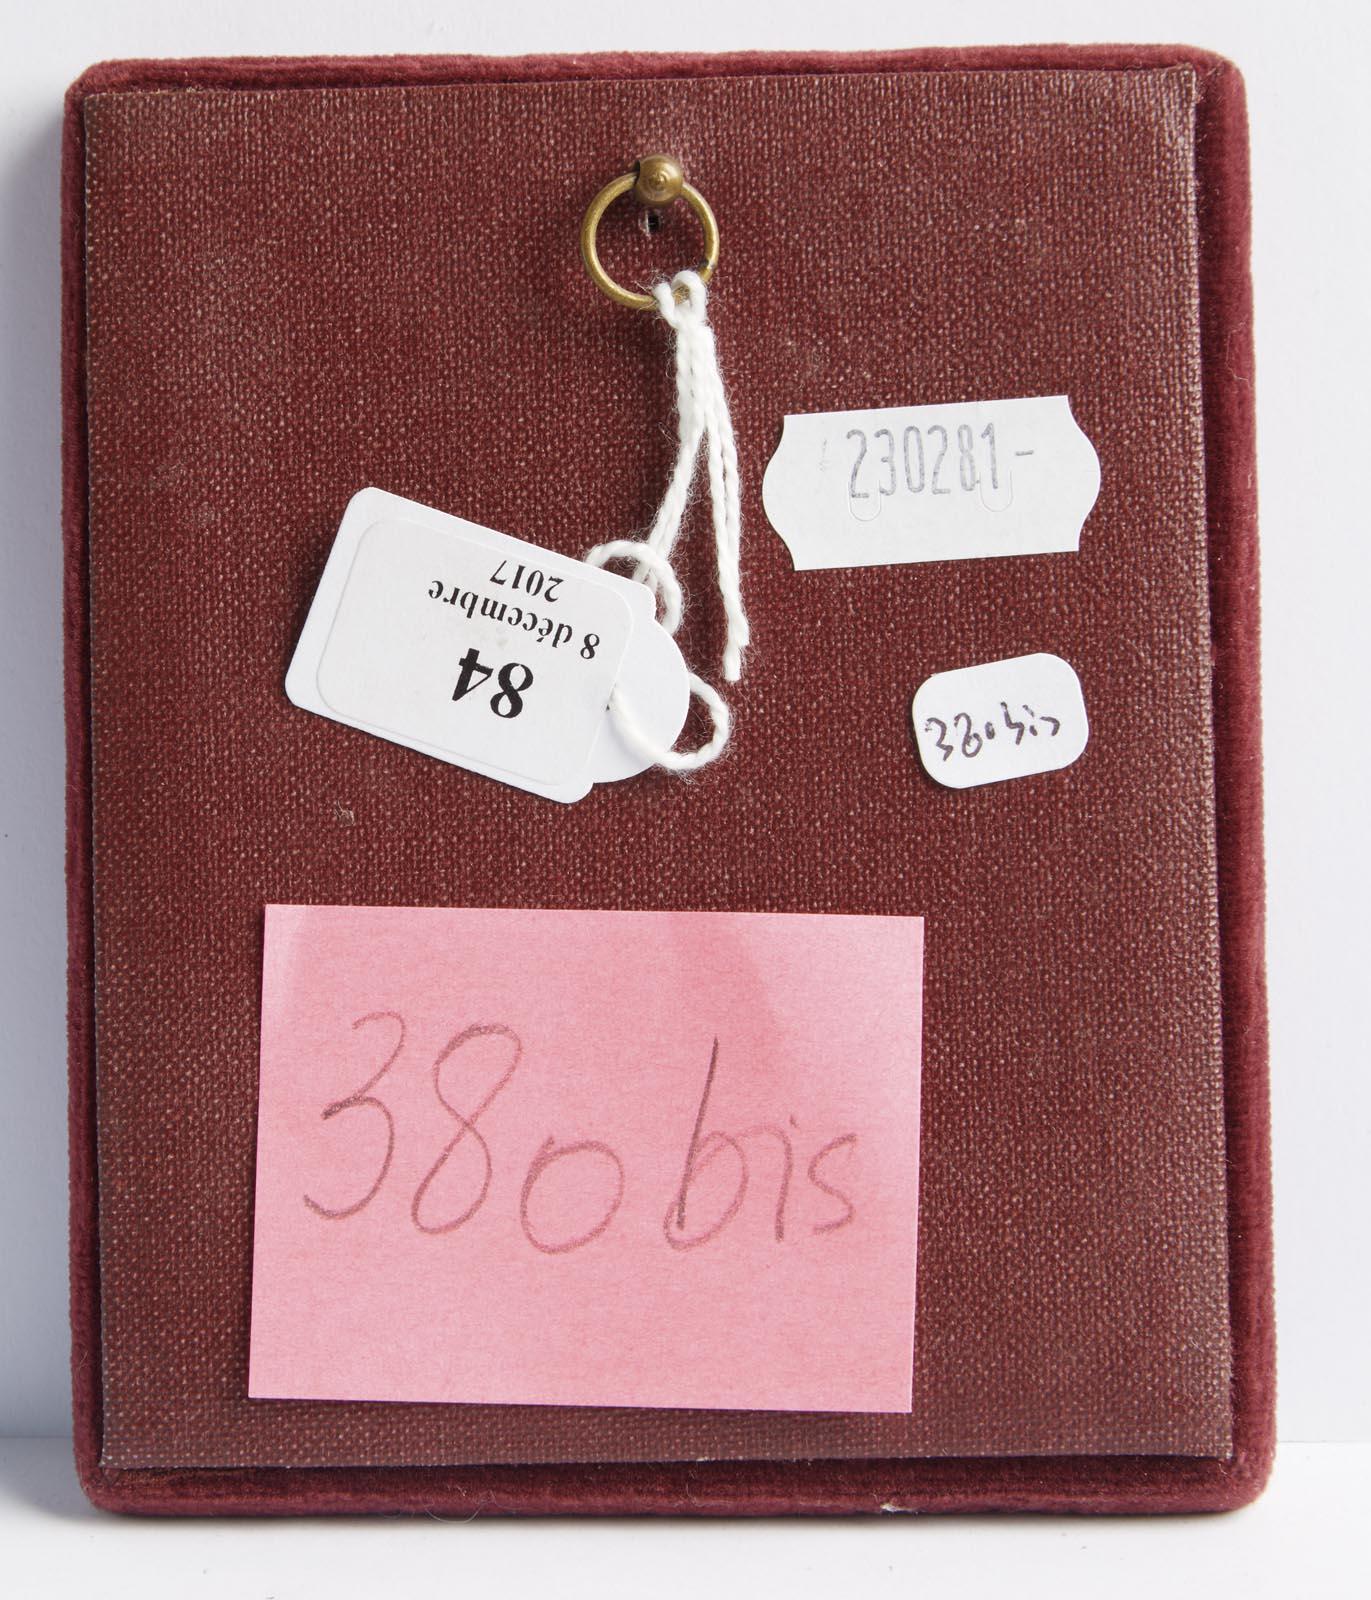 230281-
84
8 décembre
2017
380 bis
380 bis